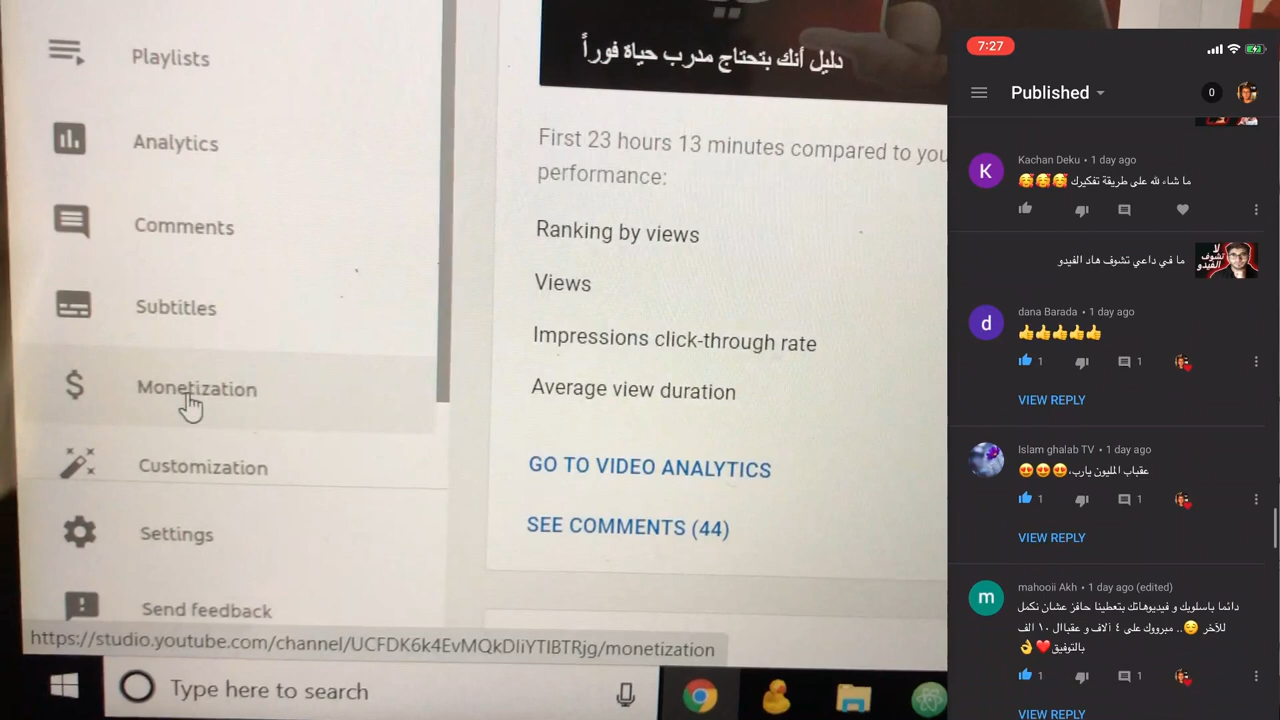 Playlists
Analytics
Comments
Subtitles
Monetization
Customization
Settings
Send feedback
https://studio.youtube.com/channel/UCFDK6k4EvMQkDIiYTIBTRjg/monetization
Type here to search
دليل أنك بتحتاج مدرب حياة فوراً
First 23 hours 13 minutes compared to you
performance:
Ranking by views
Views
Impressions click-through rate
Average view duration
GO TO VIDEO ANALYTICS
SEE COMMENTS (44)
7:27
Published
0
K
Kachan Deku • 1 day ago
ما شاء لله على طريقة تفكيرك 🥰🥰🥰
ما في داعي تشوف هاد الفيدو
لا
تشوف
الفيدو
d
dana Barada • 1 day ago
👍👍👍👍👍
1
1
VIEW REPLY
Islam ghalab TV • 1 day ago
عقباب المليون يارب،😍😍😍
1
1
VIEW REPLY
m
mahooii Akh • 1 day ago (edited)
دائما باسلوبك و فيديوهاتك بتعطينا حافز عشان نكمل
للآخر 😌.. مبرووك على ٤ آلاف و عقباال ١٠ الف
بالتوفيق❤️👌
1
1
VIEW REPLY